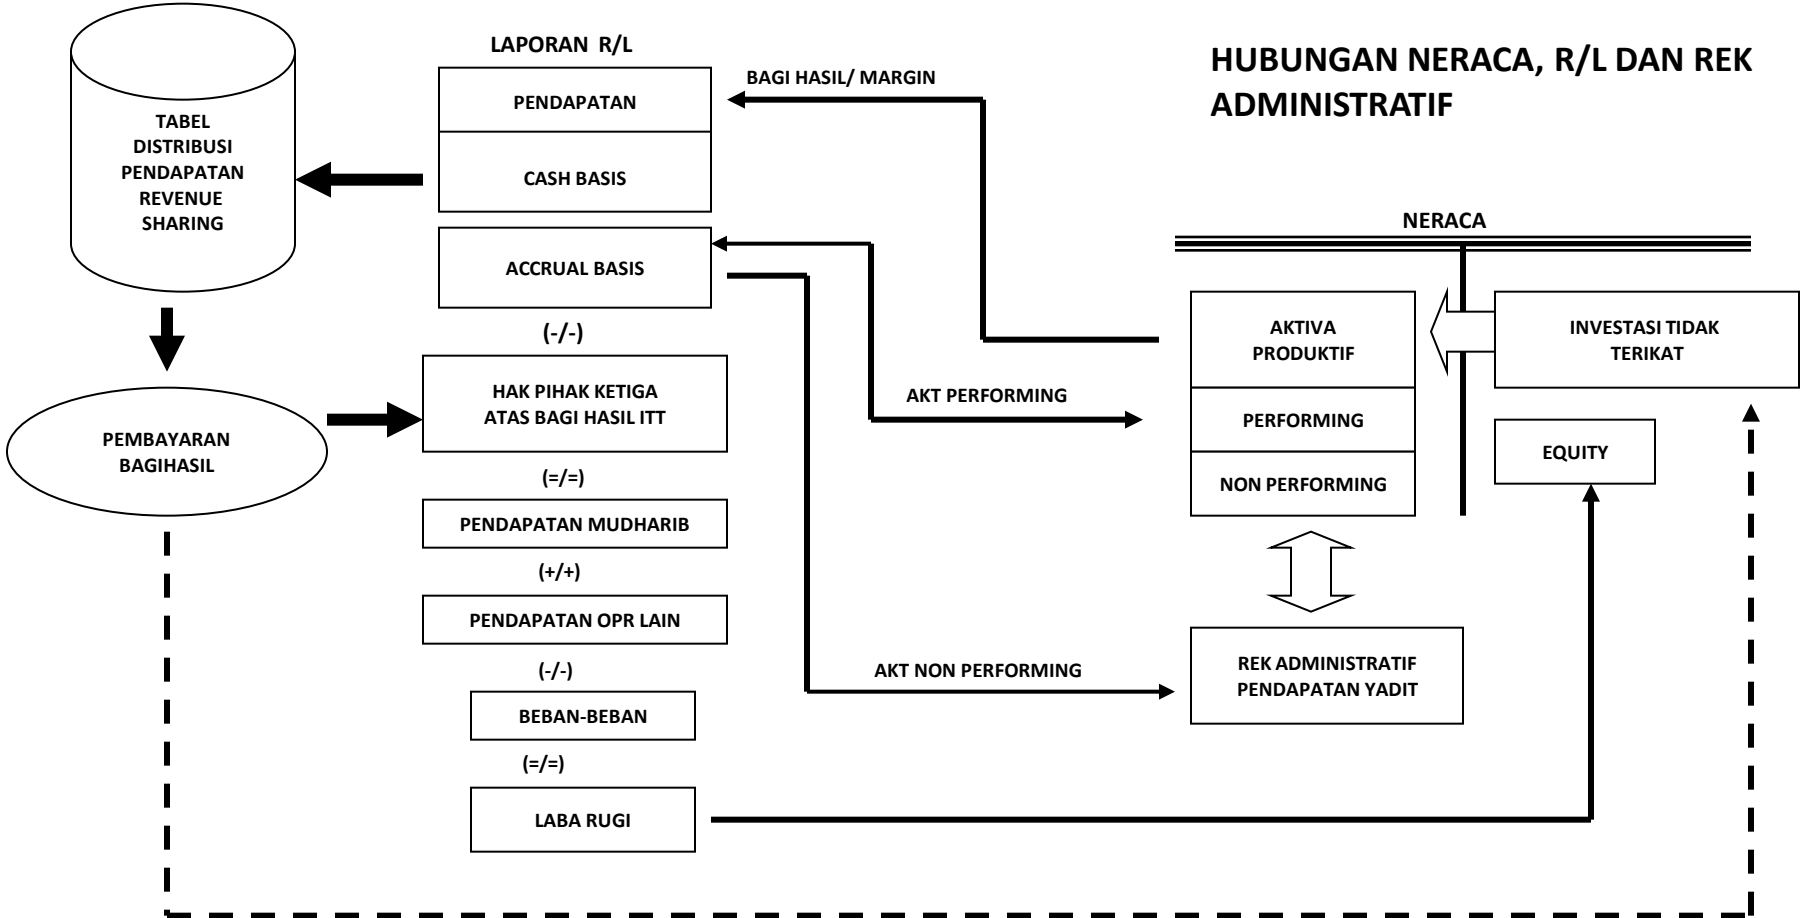 HUBUNGAN NERACA, R/L DAN REK
ADMINISTRATIF
TABEL
DISTRIBUSI
PENDAPATAN
REVENUE
SHARING
PEMBAYARAN
BAGIHASIL
LAPORAN R/L
PENDAPATAN
CASH BASIS
ACCRUAL BASIS
(-/-)
HAK PIHAK KETIGA
ATAS BAGI HASIL ITT
(=/=)
PENDAPATAN MUDHARIB
(+/+)
PENDAPATAN OPR LAIN
(-/-)
BEBAN-BEBAN
(=/=)
LABA RUGI
BAGI HASIL/ MARGIN
AKT PERFORMING
AKT NON PERFORMING
NERACA
AKTIVA
PRODUKTIF
PERFORMING
NON PERFORMING
INVESTASI TIDAK
TERIKAT
EQUITY
REK ADMINISTRATIF
PENDAPATAN YADIT